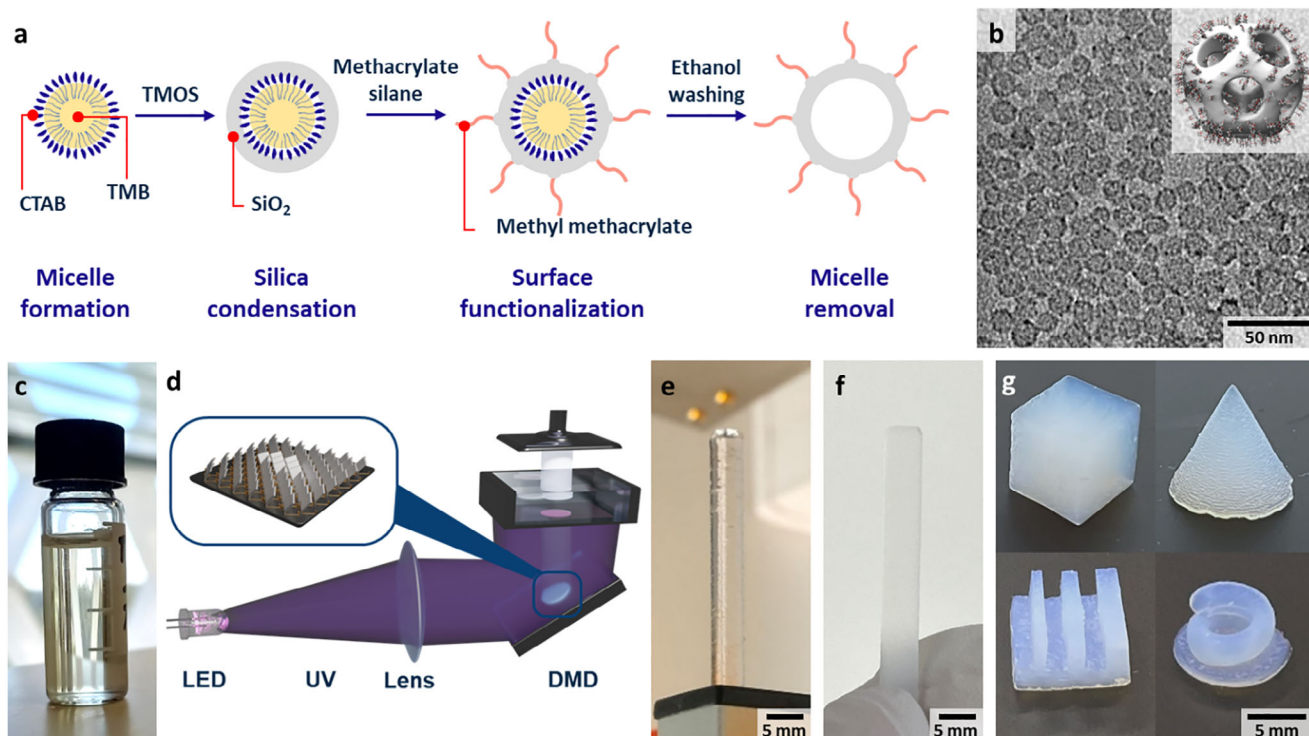 a
TMOS
Methacrylate
silane
Ethanol
washing
CTAB
TMB
SiO₂
Methyl methacrylate
Micelle
formation
Silica
condensation
Surface
functionalization
Micelle
removal
b
50 nm
c
d
LED
UV
Lens
DMD
e
5 mm
f
5 mm
g
5 mm